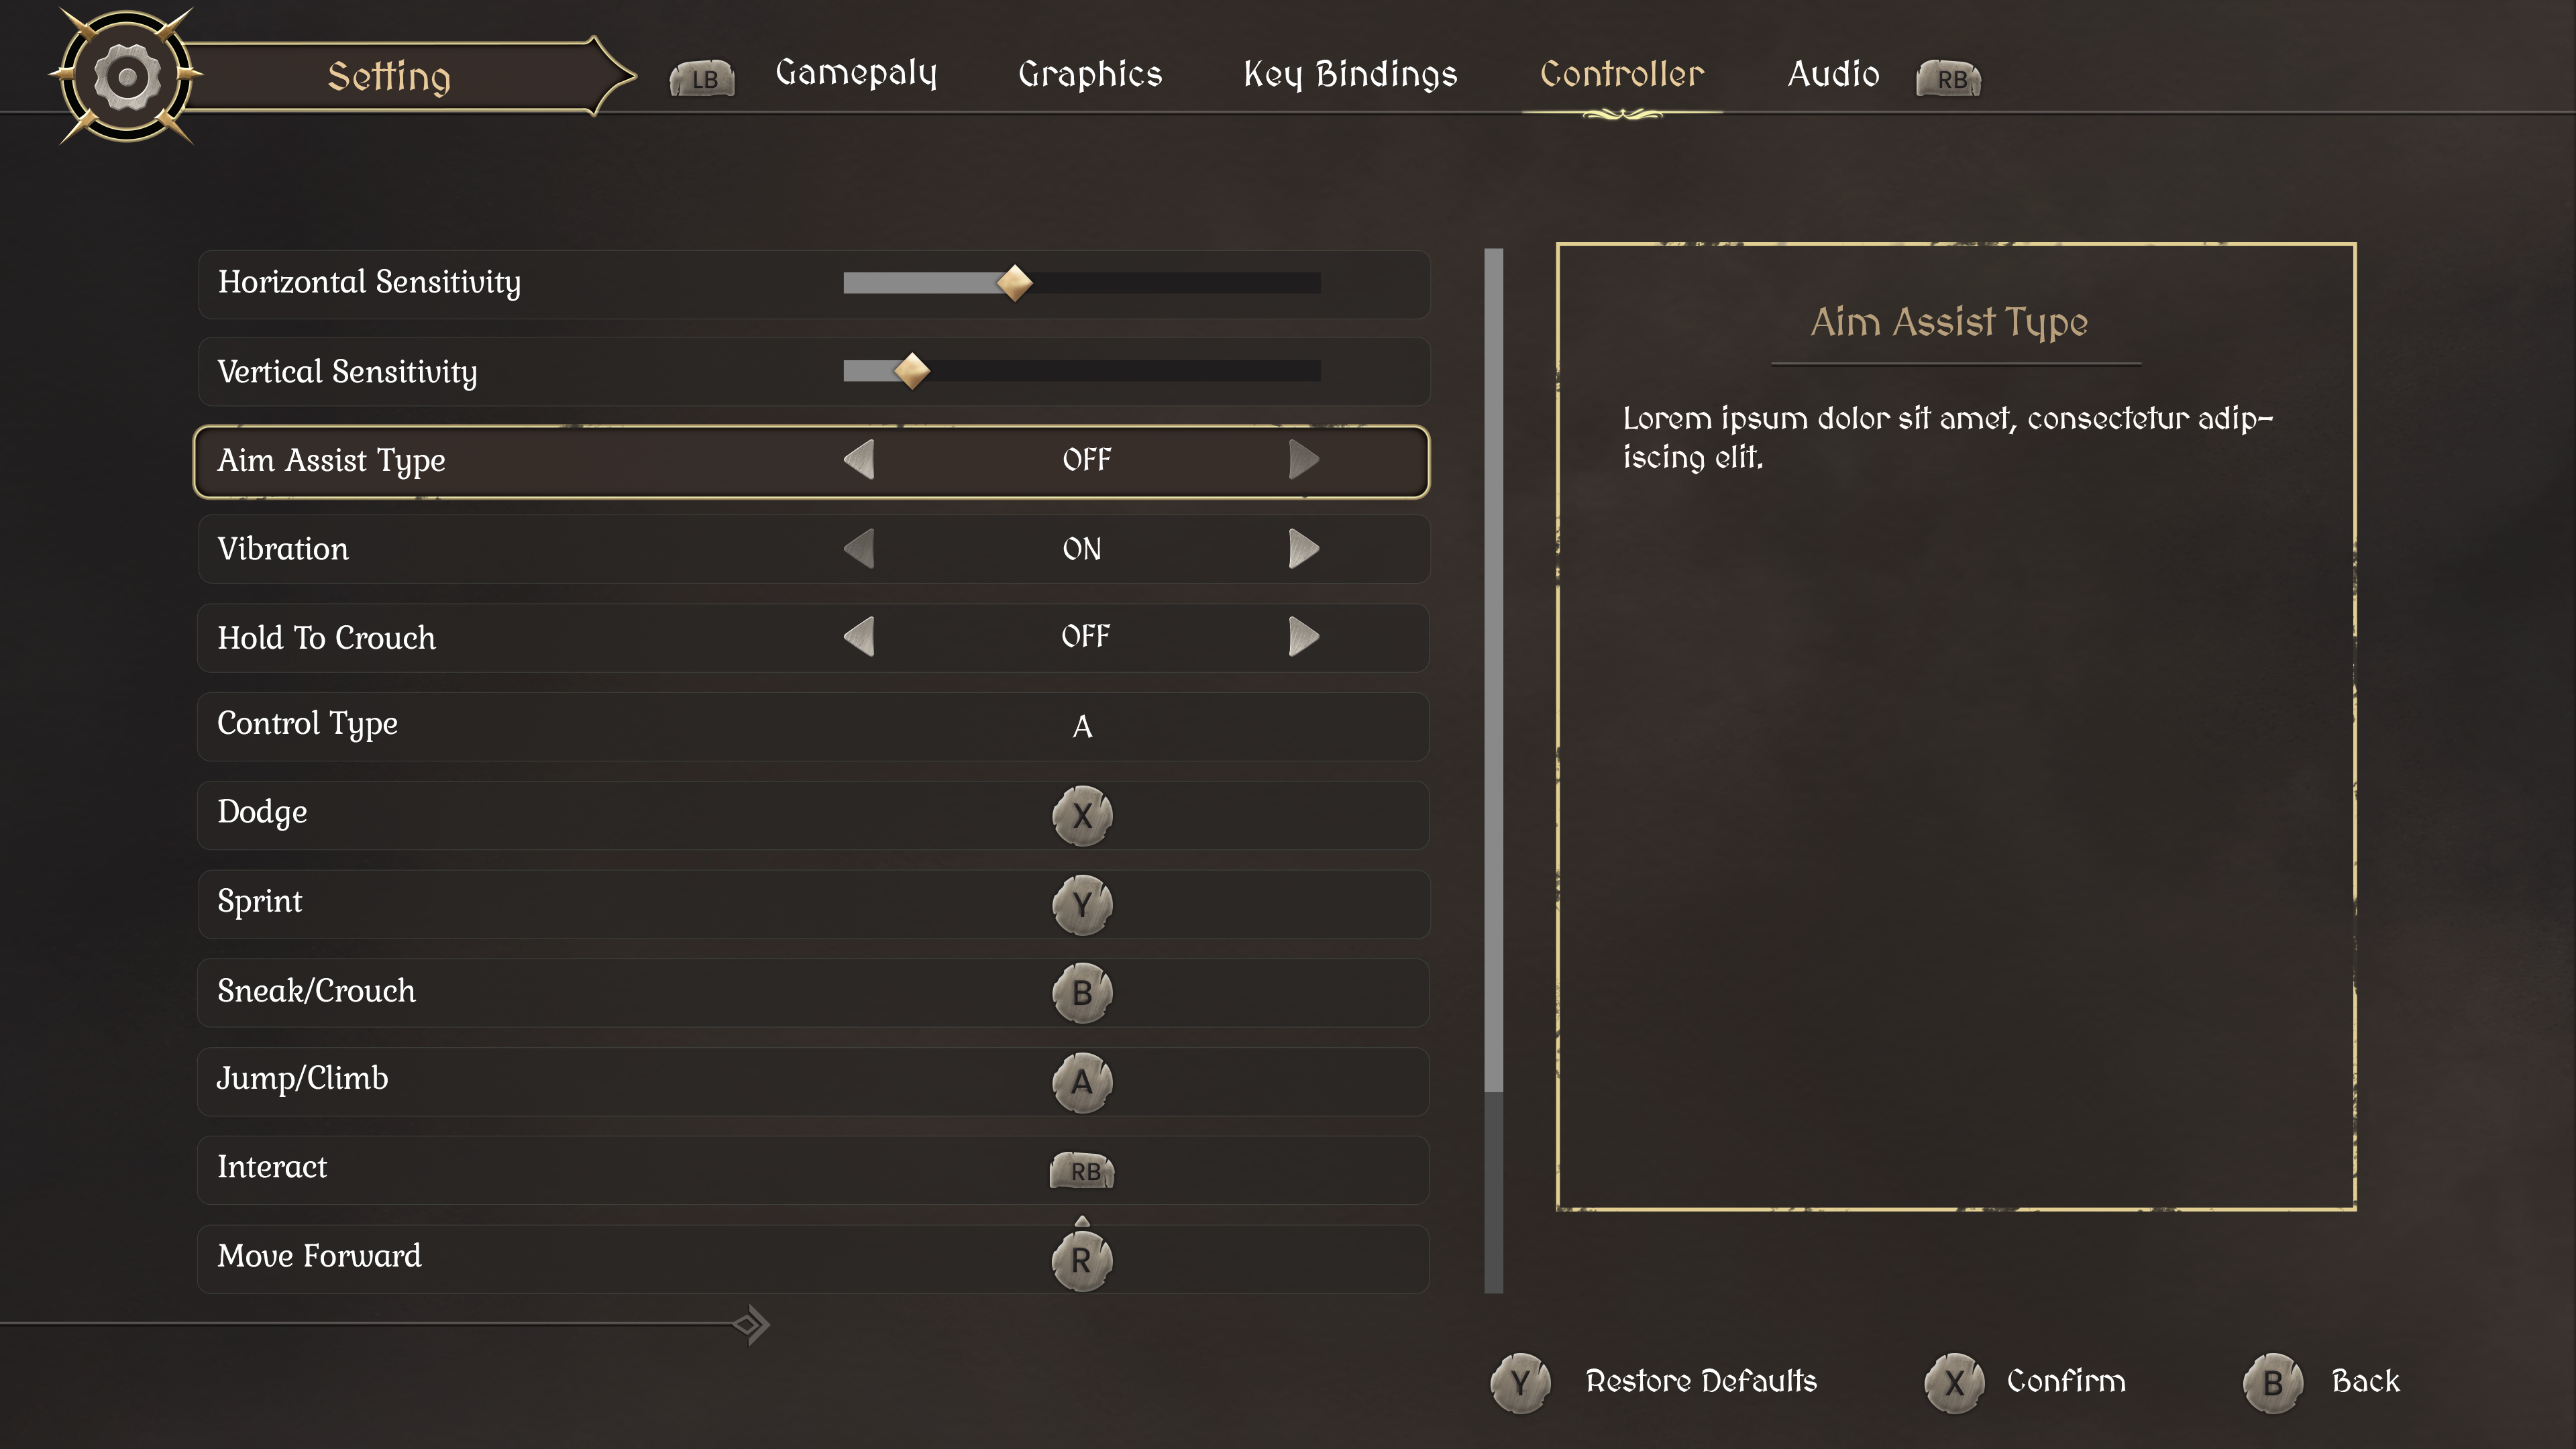 Setting
LB
Gamepaly
Graphics
Key Bindings
Controller
Audio
RB
Horizontal Sensitivity
Vertical Sensitivity
Aim Assist Type
OFF
Vibration
ON
Hold To Crouch
OFF
Control Type
A
Dodge
X
Sprint
Y
Sneak/Crouch
B
Jump/Climb
A
Interact
RB
Move Forward
R
Aim Assist Type
Lorem ipsum dolor sit amet, consectetur adip-
iscing elit.
Y Restore Defaults
X Confirm
B Back